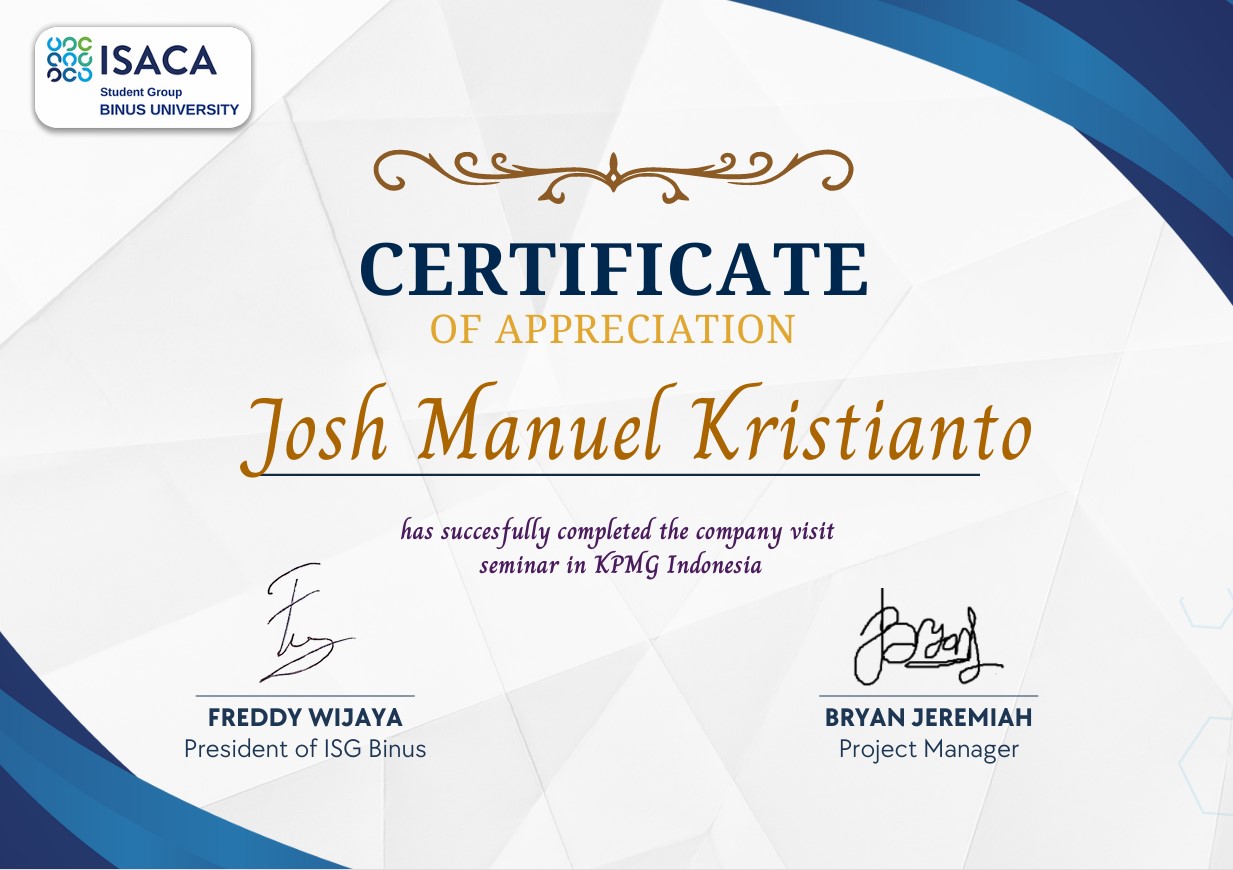 ISACA
Student Group
BINUS UNIVERSITY
CERTIFICATE
OF APPRECIATION
Josh Manuel Kristianto
has succesfully completed the company visit
seminar in KPMG Indonesia
Bryan
FREDDY WIJAYA
President of ISG Binus
BRYAN JEREMIAH
Project Manager